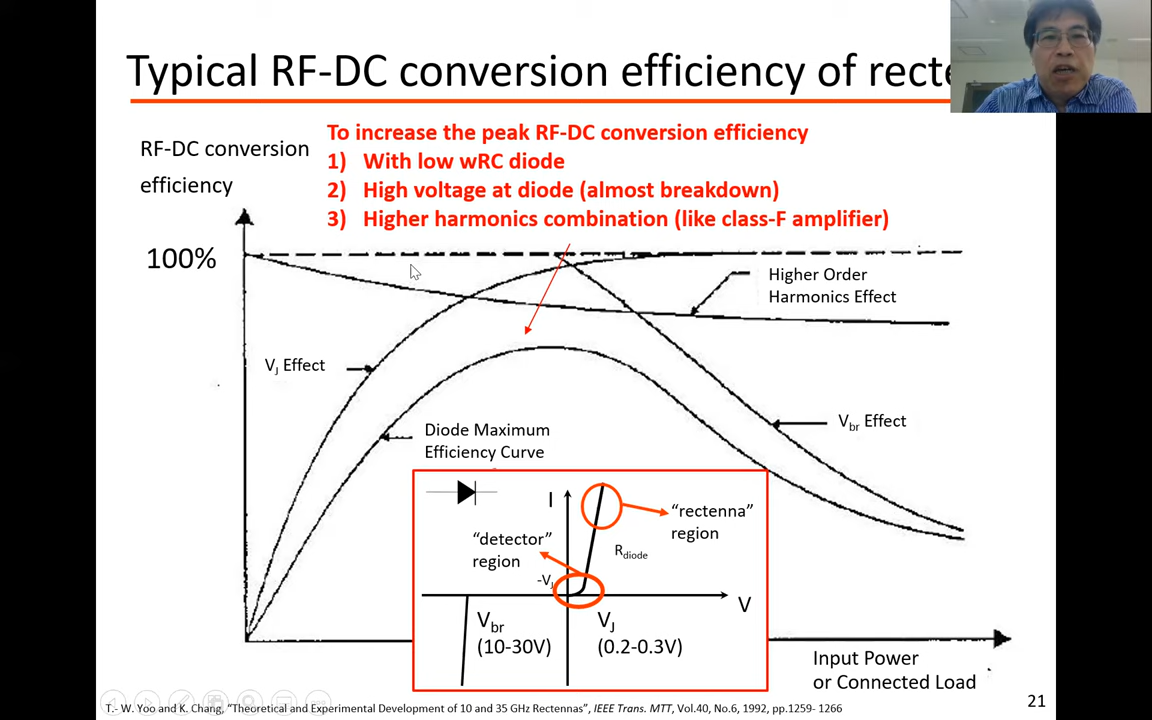 Typical RF-DC conversion efficiency of
To increase the peak RF-DC conversion efficiency
1) With low wRC diode
2) High voltage at diode (almost breakdown)
3) Higher harmonics combination (like class-F amplifier)
RF-DC conversion
efficiency
100%
Higher Order
Harmonics Effect
VJ Effect
Vbr Effect
Diode Maximum
Efficiency Curve
I
"rectenna"
region
"detector"
region
Rdiode
-VJ
V
Vbr
(10-30V)
VJ
(0.2-0.3V)
Input Power
or Connected Load
T.- W. Yoo and K. Chang, "Theoretical and Experimental Development of 10 and 35 GHz Rectennas", IEEE Trans. MTT, Vol.40, No.6, 1992, pp.1259- 1266
21